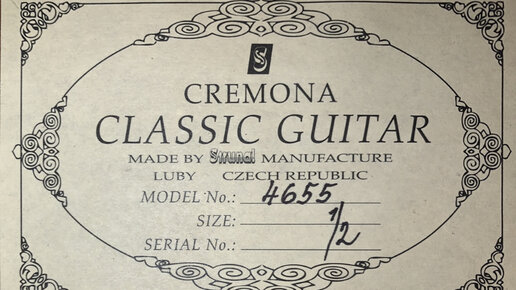 CREMONA
CLASSIC GUITAR
MADE BY Strunal MANUFACTURE
LUBY CZECH REPUBLIC
MODEL No.: 4655
SIZE: 1/2
SERIAL No.: